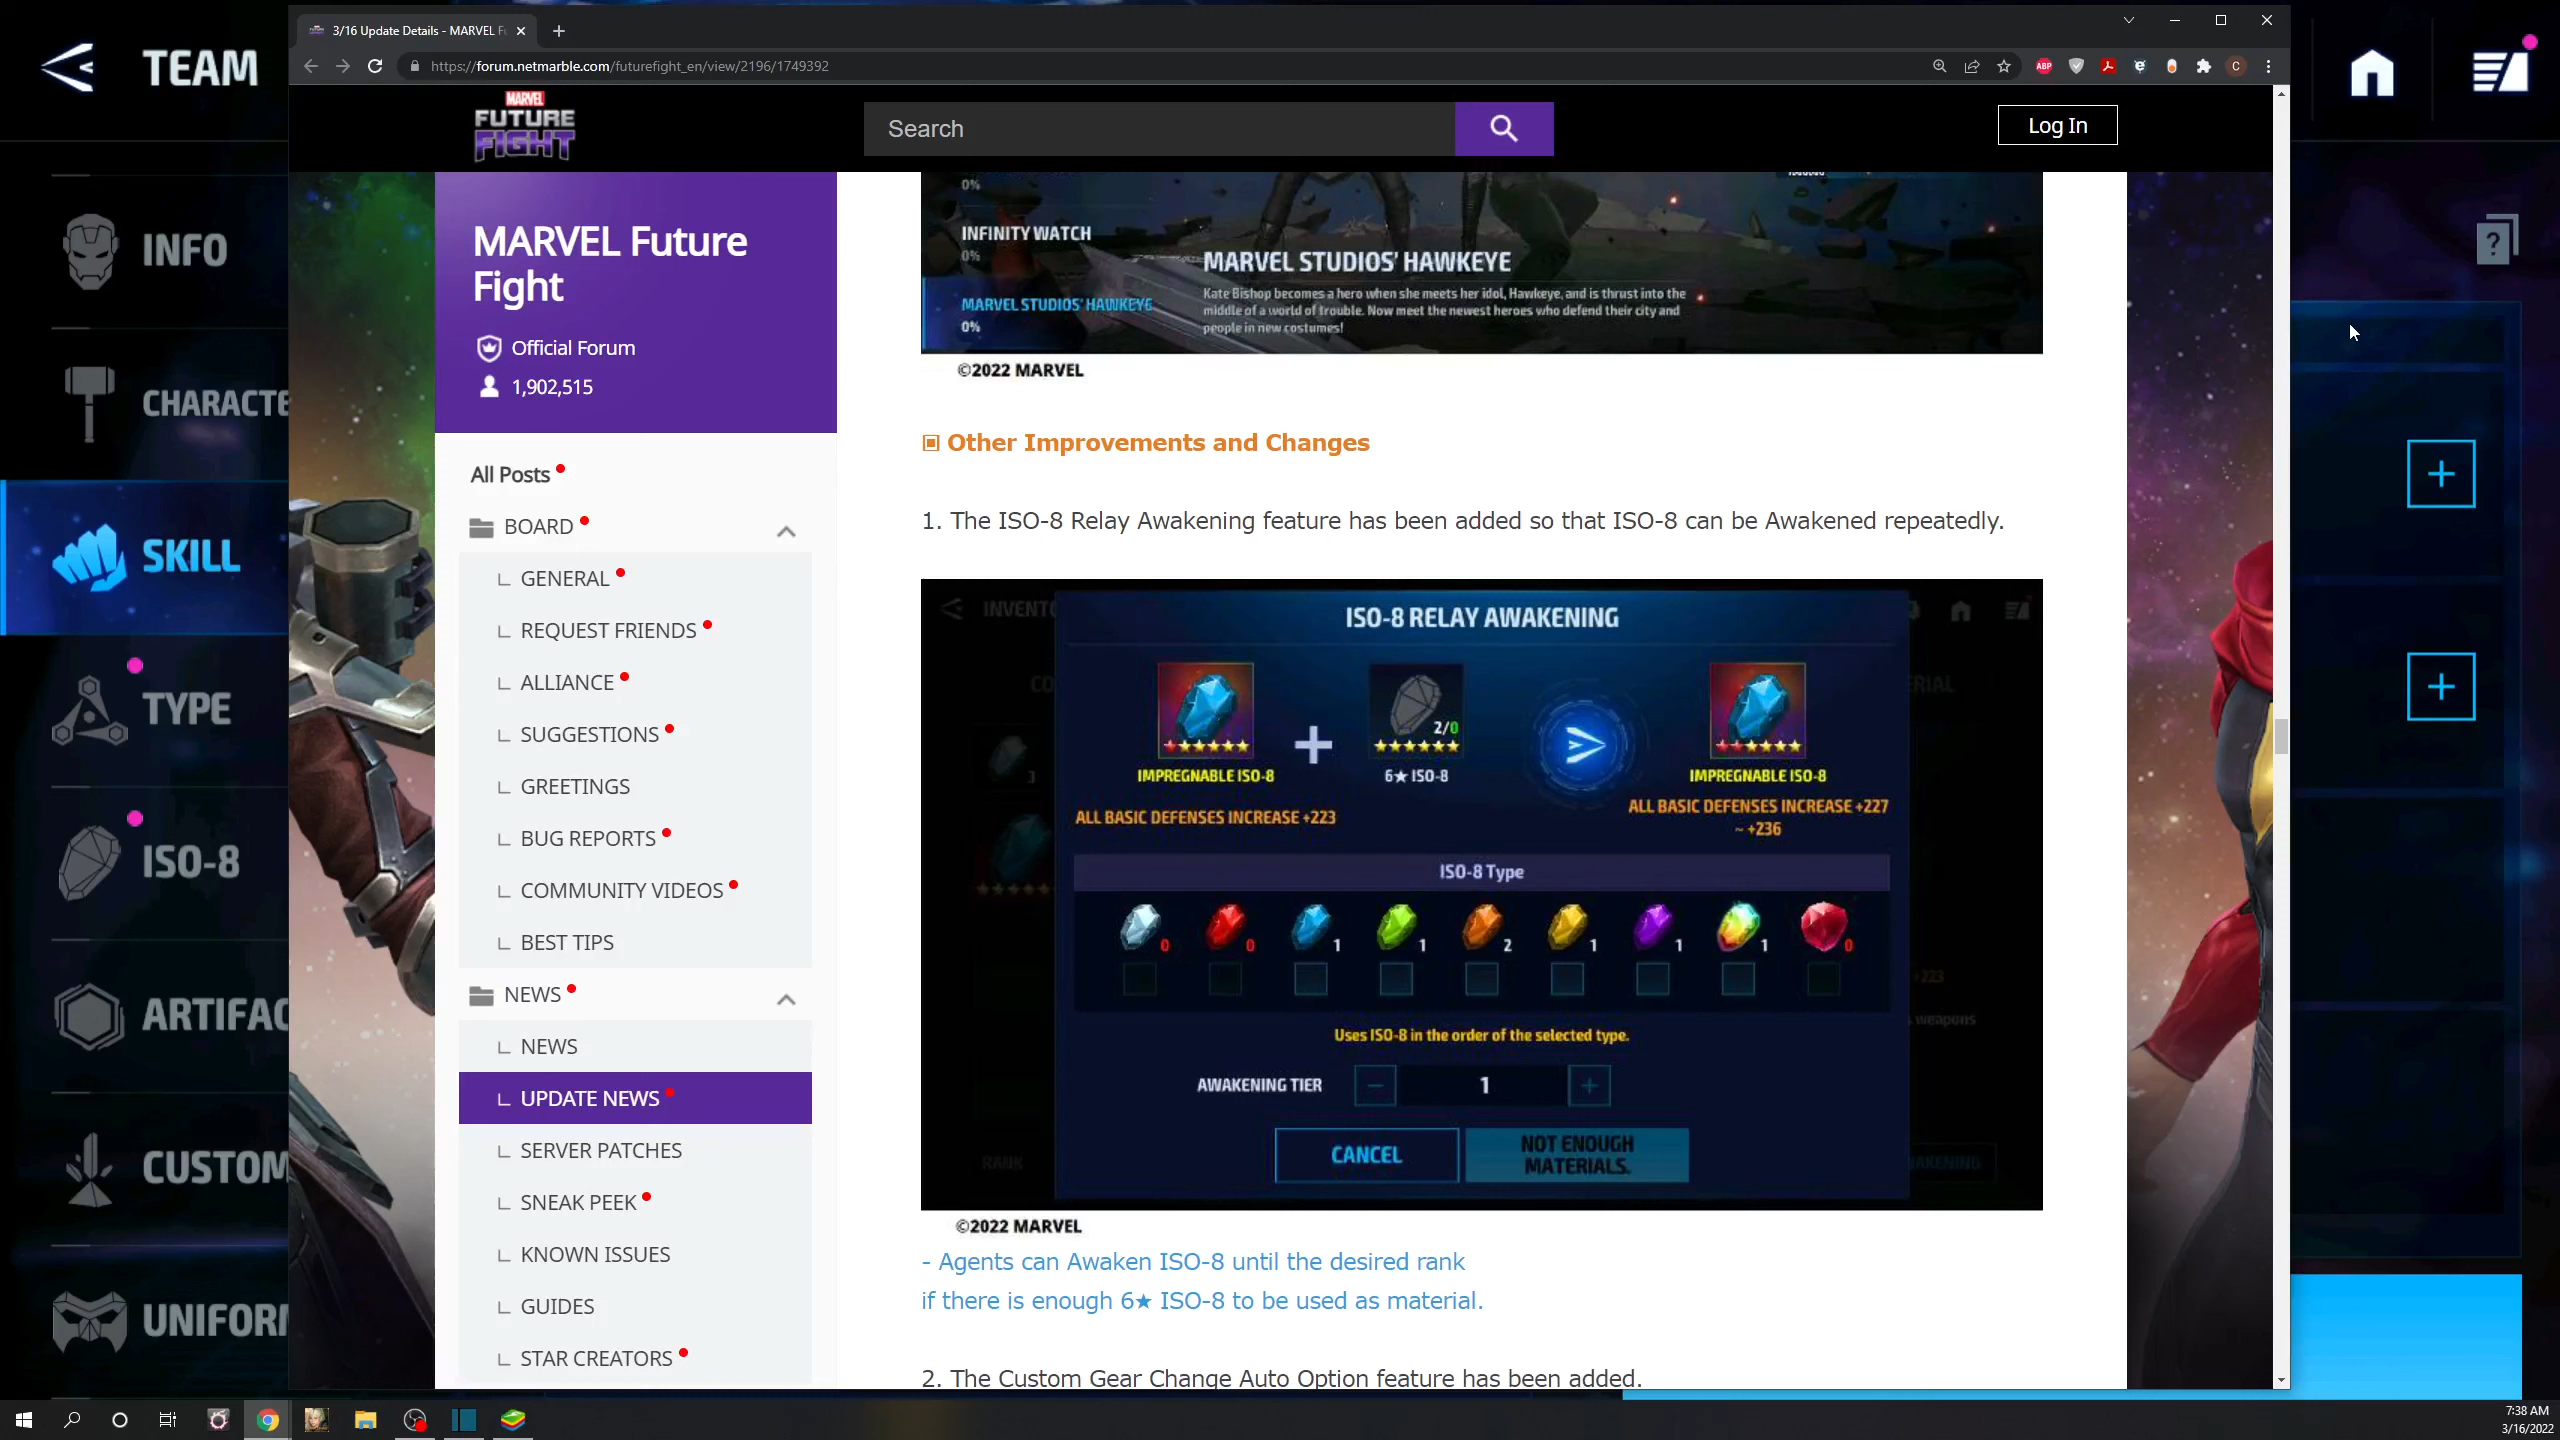 3/16 Update Details - MARVEL Fu
https://forum.netmarble.com/futurefight_en/view/2196/1749392
ABP
C
TEAM
INFO
CHARACTE
SKILL
TYPE
ISO-8
ARTIFAC
CUSTOM
UNIFORM
?
MARVEL
FUTURE
FIGHT
Search
Log In
MARVEL Future
Fight
Official Forum
1,902,515
All Posts
BOARD
GENERAL
REQUEST FRIENDS
ALLIANCE
SUGGESTIONS
GREETINGS
BUG REPORTS
COMMUNITY VIDEOS
BEST TIPS
NEWS
NEWS
UPDATE NEWS
SERVER PATCHES
SNEAK PEEK
KNOWN ISSUES
GUIDES
STAR CREATORS
0%
INFINITY WATCH
0%
MARVEL STUDIOS' HAWKEYE
0%
MARVEL STUDIOS' HAWKEYE
Kate Bishop becomes a hero when she meets her idol, Hawkeye, and is thrust into the
middle of a world of trouble. Now meet the newest heroes who defend their city and
people in new costumes!
©2022 MARVEL
▣ Other Improvements and Changes
1. The ISO-8 Relay Awakening feature has been added so that ISO-8 can be Awakened repeatedly.
INVENTO
ISO-8 RELAY AWAKENING
2/0
IMPREGNABLE ISO-8
6★ ISO-8
IMPREGNABLE ISO-8
ALL BASIC DEFENSES INCREASE +223
ALL BASIC DEFENSES INCREASE +227
~ +236
ISO-8 Type
0 0 1 1 2 1 1 1 0
+223
weapons
Uses ISO-8 in the order of the selected type.
AWAKENING TIER - 1 +
CANCEL
NOT ENOUGH
MATERIALS.
RANK
©2022 MARVEL
- Agents can Awaken ISO-8 until the desired rank
if there is enough 6★ ISO-8 to be used as material.
2. The Custom Gear Change Auto Option feature has been added.
7:38 AM
3/16/2022